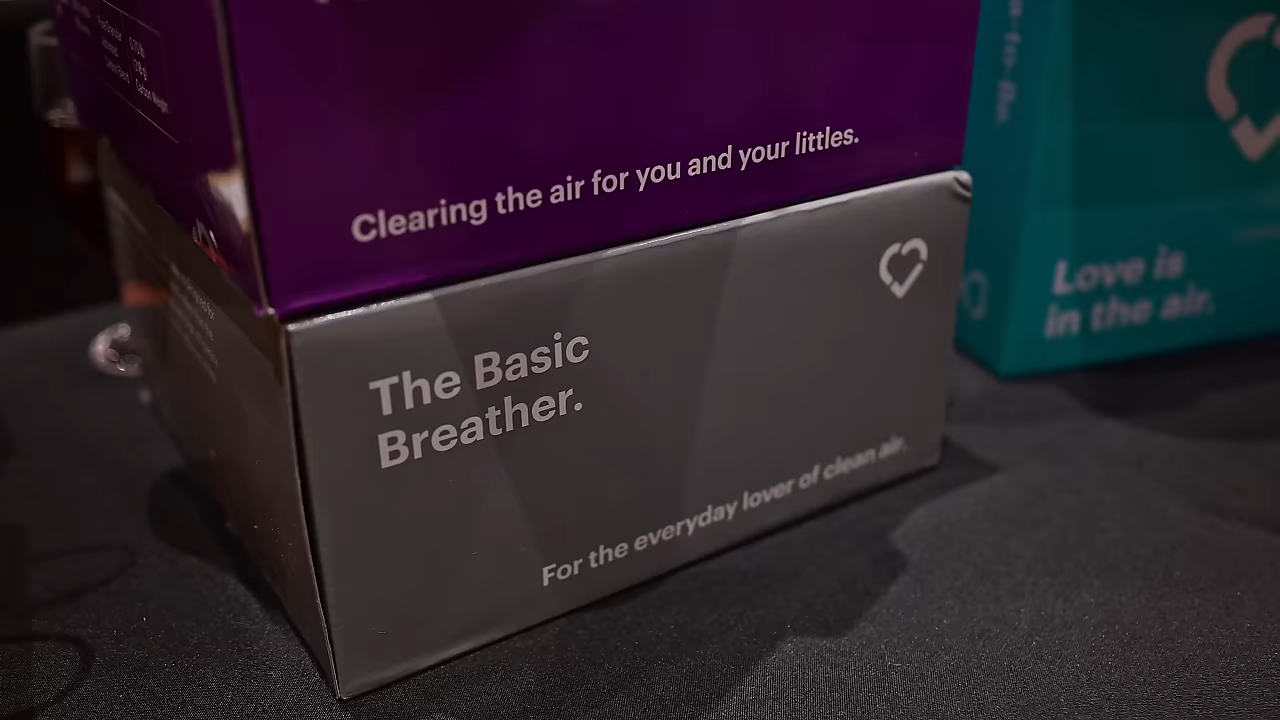 Clearing the air for you and your littles.
The Basic
Breather.
For the everyday lover of clean air.
Love is
in the air.